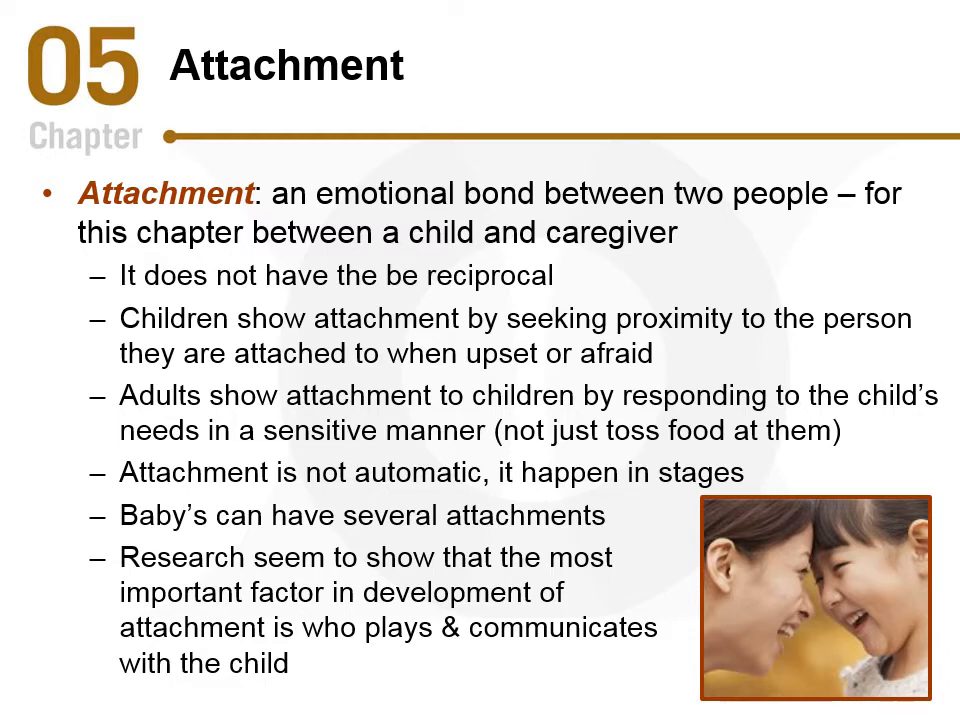 05
Attachment
Chapter
• Attachment: an emotional bond between two people – for
this chapter between a child and caregiver
– It does not have the be reciprocal
– Children show attachment by seeking proximity to the person
they are attached to when upset or afraid
– Adults show attachment to children by responding to the child’s
needs in a sensitive manner (not just toss food at them)
– Attachment is not automatic, it happen in stages
– Baby’s can have several attachments
– Research seem to show that the most
important factor in development of
attachment is who plays & communicates
with the child